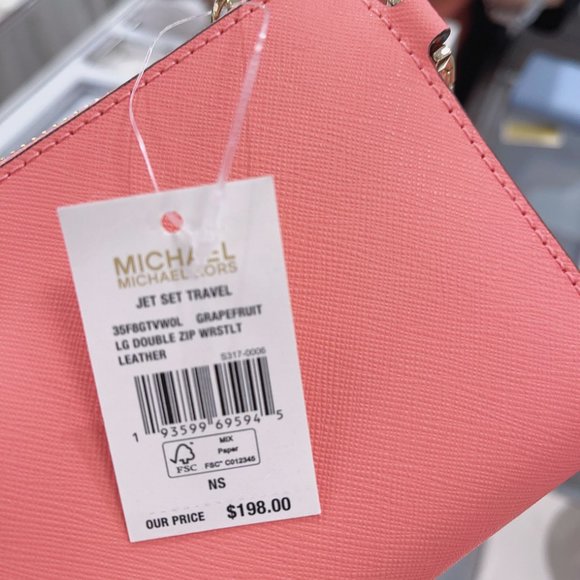 MICHAEL
MICHAEL KORS
JET SET TRAVEL
35F8GTVW0L GRAPEFRUIT
LG DOUBLE ZIP WRSTLT
LEATHER S317-0006
1 93599 69594 5
FSC
MIX
Paper
FSC® C012345
NS
OUR PRICE $198.00